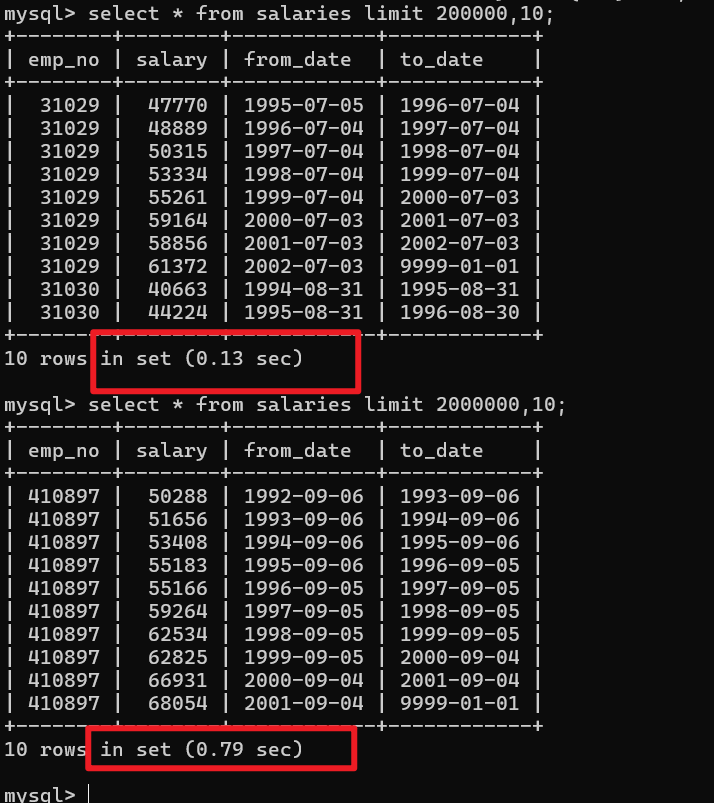 mysql> select * from salaries limit 200000,10;
+--------+--------+------------+------------+
| emp_no | salary | from_date  | to_date    |
+--------+--------+------------+------------+
|  31029 |  47770 | 1995-07-05 | 1996-07-04 |
|  31029 |  48889 | 1996-07-04 | 1997-07-04 |
|  31029 |  50315 | 1997-07-04 | 1998-07-04 |
|  31029 |  53334 | 1998-07-04 | 1999-07-04 |
|  31029 |  55261 | 1999-07-04 | 2000-07-03 |
|  31029 |  59164 | 2000-07-03 | 2001-07-03 |
|  31029 |  58856 | 2001-07-03 | 2002-07-03 |
|  31029 |  61372 | 2002-07-03 | 9999-01-01 |
|  31030 |  40663 | 1994-08-31 | 1995-08-31 |
|  31030 |  44224 | 1995-08-31 | 1996-08-30 |
+--------+--------+------------+------------+
10 rows in set (0.13 sec)
mysql> select * from salaries limit 2000000,10;
+--------+--------+------------+------------+
| emp_no | salary | from_date  | to_date    |
+--------+--------+------------+------------+
| 410897 |  50288 | 1992-09-06 | 1993-09-06 |
| 410897 |  51656 | 1993-09-06 | 1994-09-06 |
| 410897 |  53408 | 1994-09-06 | 1995-09-06 |
| 410897 |  55183 | 1995-09-06 | 1996-09-05 |
| 410897 |  55166 | 1996-09-05 | 1997-09-05 |
| 410897 |  59264 | 1997-09-05 | 1998-09-05 |
| 410897 |  62534 | 1998-09-05 | 1999-09-05 |
| 410897 |  62825 | 1999-09-05 | 2000-09-04 |
| 410897 |  66931 | 2000-09-04 | 2001-09-04 |
| 410897 |  68054 | 2001-09-04 | 9999-01-01 |
+--------+--------+------------+------------+
10 rows in set (0.79 sec)
mysql>